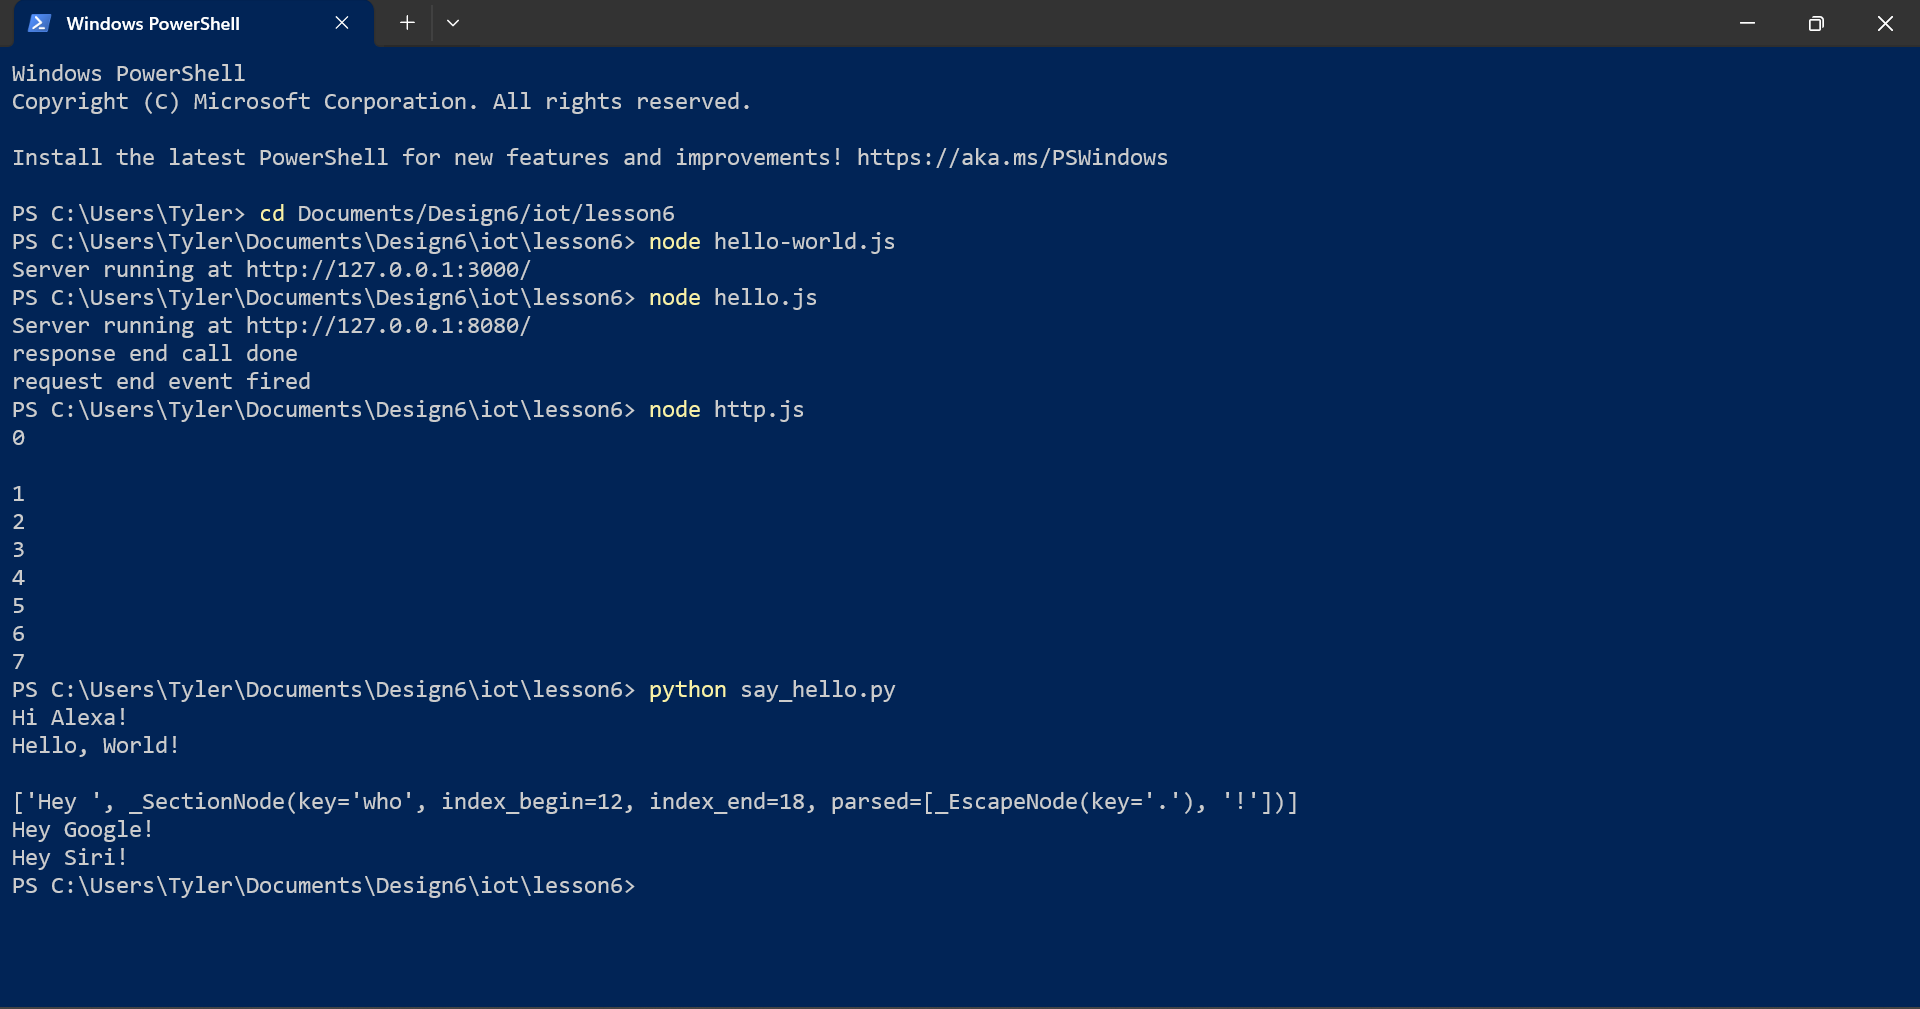 Windows PowerShell
Windows PowerShell
Copyright (C) Microsoft Corporation. All rights reserved.
Install the latest PowerShell for new features and improvements! https://aka.ms/PSWindows
PS C:\Users\Tyler> cd Documents/Design6/iot/lesson6
PS C:\Users\Tyler\Documents\Design6\iot\lesson6> node hello-world.js
Server running at http://127.0.0.1:3000/
PS C:\Users\Tyler\Documents\Design6\iot\lesson6> node hello.js
Server running at http://127.0.0.1:8080/
response end call done
request end event fired
PS C:\Users\Tyler\Documents\Design6\iot\lesson6> node http.js
0
1
2
3
4
5
6
7
PS C:\Users\Tyler\Documents\Design6\iot\lesson6> python say_hello.py
Hi Alexa!
Hello, World!
['Hey ', _SectionNode(key='who', index_begin=12, index_end=18, parsed=[_EscapeNode(key='.'), '!'])]
Hey Google!
Hey Siri!
PS C:\Users\Tyler\Documents\Design6\iot\lesson6>